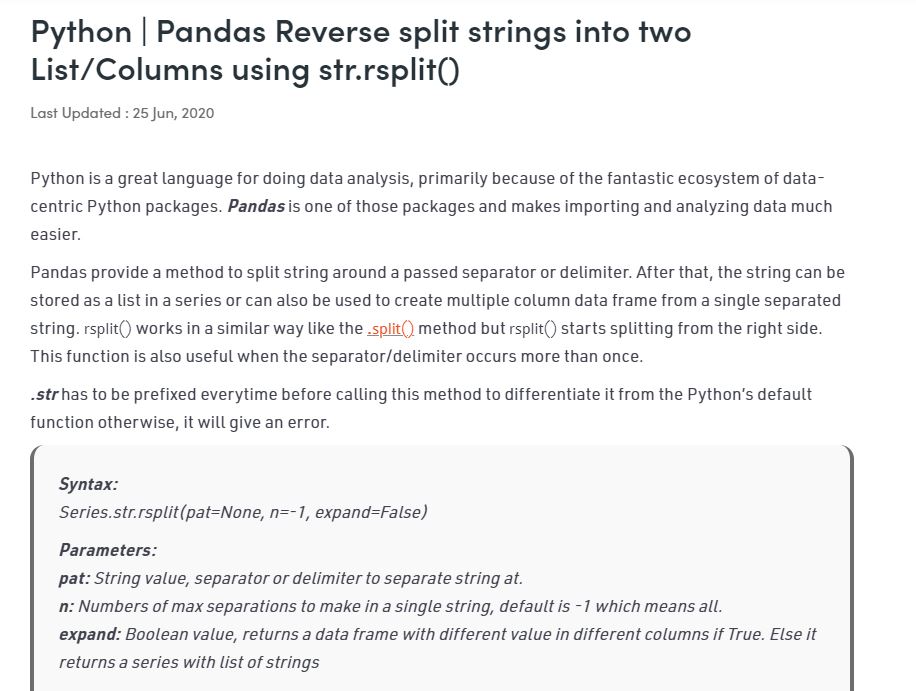 Python | Pandas Reverse split strings into two
List/Columns using str.rsplit()
Last Updated : 25 Jun, 2020
Python is a great language for doing data analysis, primarily because of the fantastic ecosystem of data-
centric Python packages. Pandas is one of those packages and makes importing and analyzing data much
easier.
Pandas provide a method to split string around a passed separator or delimiter. After that, the string can be
stored as a list in a series or can also be used to create multiple column data frame from a single separated
string. rsplit() works in a similar way like the .split() method but rsplit() starts splitting from the right side.
This function is also useful when the separator/delimiter occurs more than once.
.str has to be prefixed everytime before calling this method to differentiate it from the Python's default
function otherwise, it will give an error.
Syntax:
Series.str.rsplit(pat=None, n=-1, expand=False)
Parameters:
pat: String value, separator or delimiter to separate string at.
n: Numbers of max separations to make in a single string, default is -1 which means all.
expand: Boolean value, returns a data frame with different value in different columns if True. Else it
returns a series with list of strings